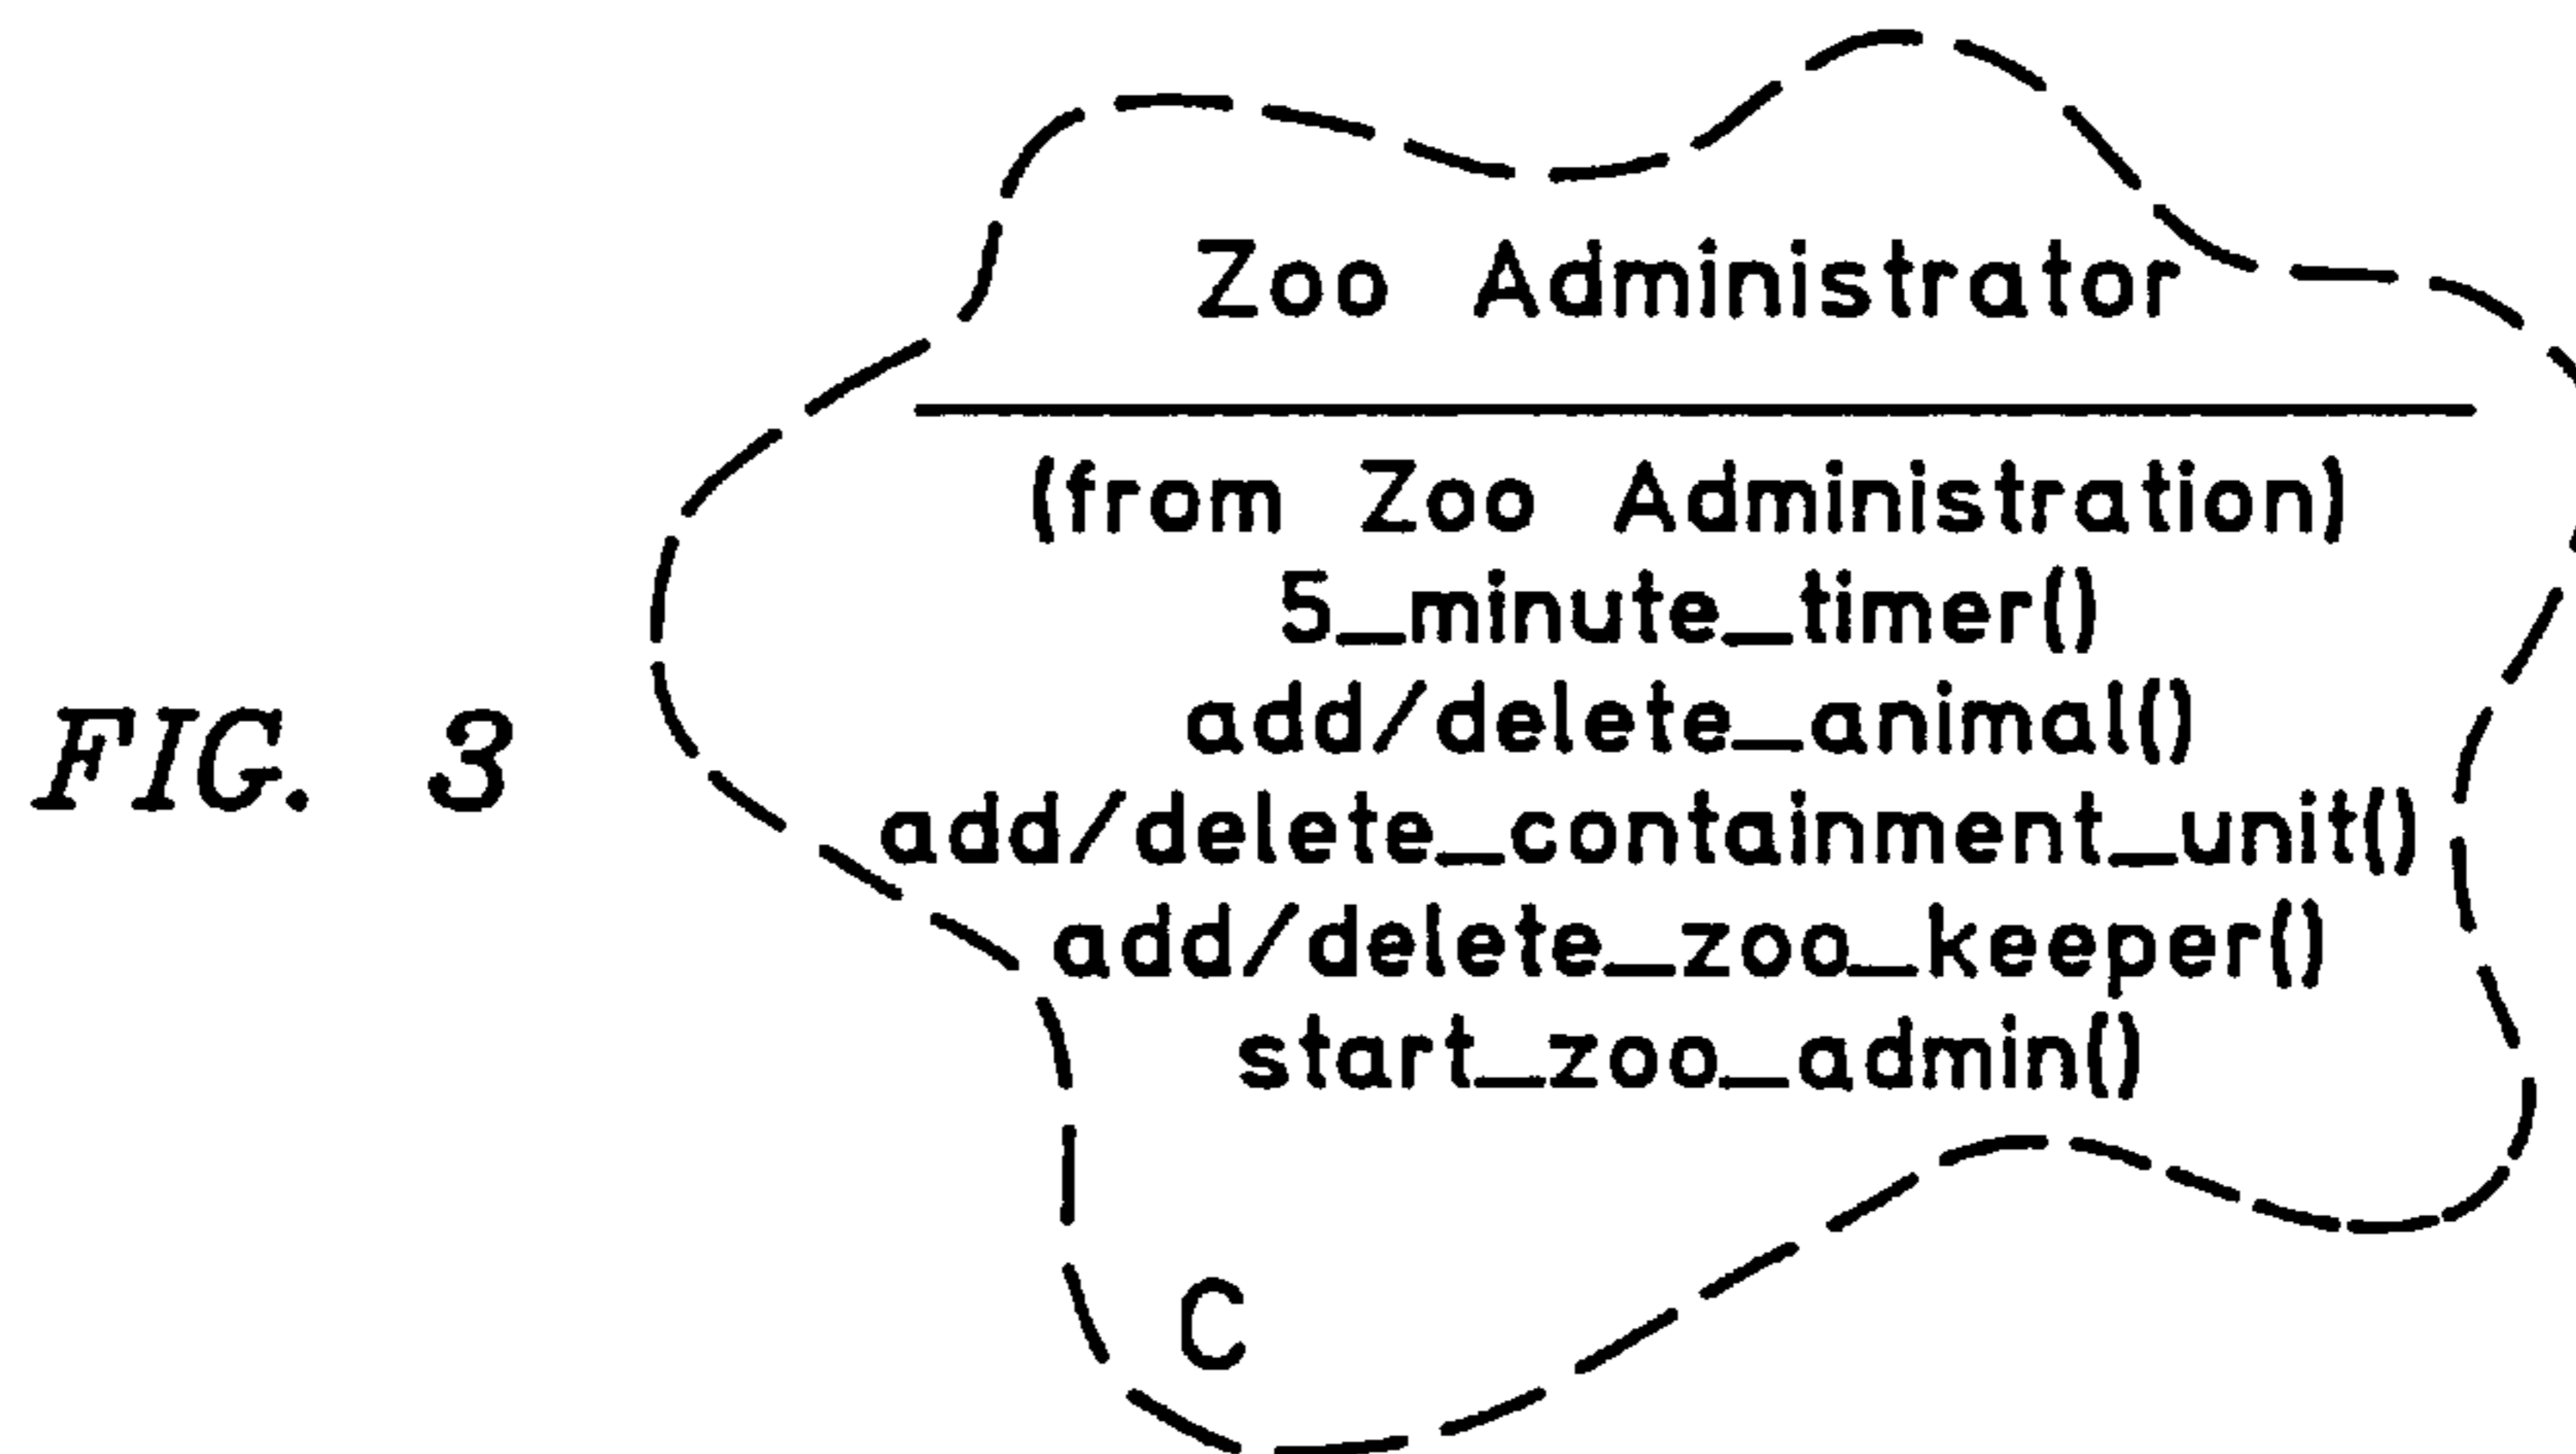 Zoo Administrator
(from Zoo Administration)
5_minute_timer()
add/delete_animal()
add/delete_containment_unit()
add/delete_zoo_keeper()
start_zoo_admin()
C
FIG. 3